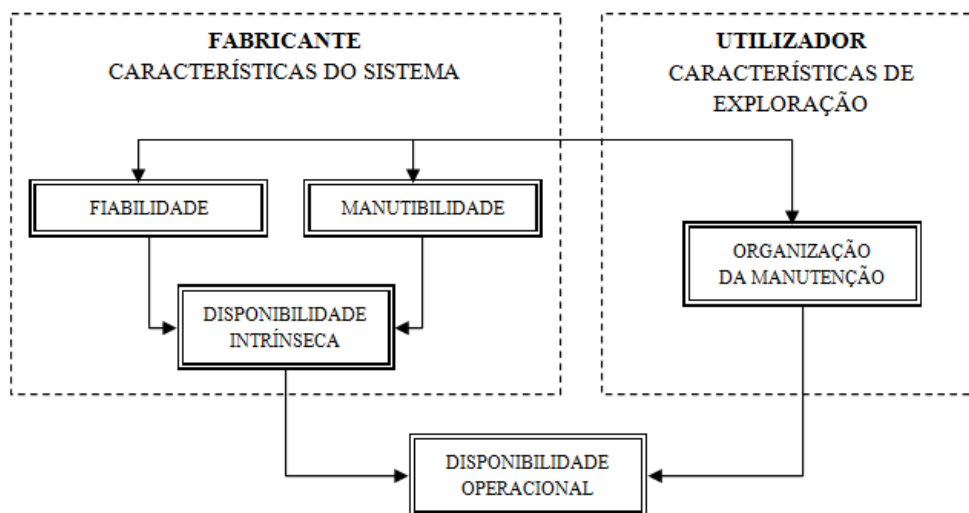 FABRICANTE
CARACTERÍSTICAS DO SISTEMA
UTILIZADOR
CARACTERÍSTICAS DE
EXPLORAÇÃO
FIABILIDADE
MANUTIBILIDADE
ORGANIZAÇÃO
DA MANUTENÇÃO
DISPONIBILIDADE
INTRÍNSECA
DISPONIBILIDADE
OPERACIONAL